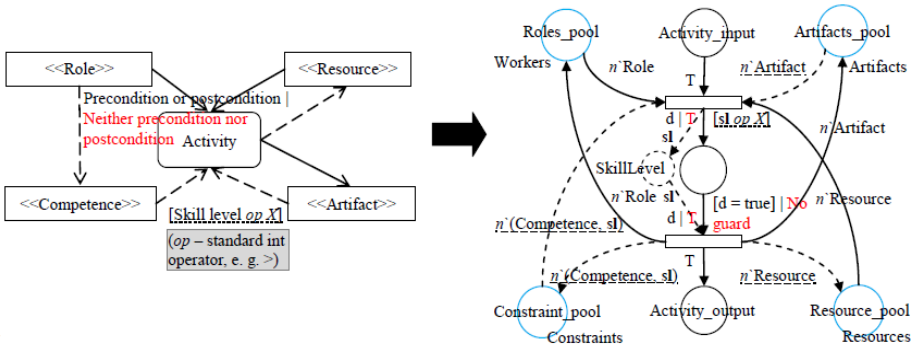 <<Role>>
<<Resource>>
Precondition or postcondition |
Neither precondition nor
postcondition
Activity
<<Competence>>
<<Artifact>>
[Skill level op X]
(op – standard int
operator, e. g. >)
Roles_pool
Activity_input
Artifacts_pool
Workers
n`Role
n`Artifact
Artifacts
T
d | T
[sl op X]
sl
n`Artifact
SkillLevel
n`Role
sl
[d = true] | No
guard
n`Resource
d | T
n`(Competence, sl)
n`(Competence, sl)
T
n`Resource
Constraint_pool
Activity_output
Resource_pool
Constraints
Resources